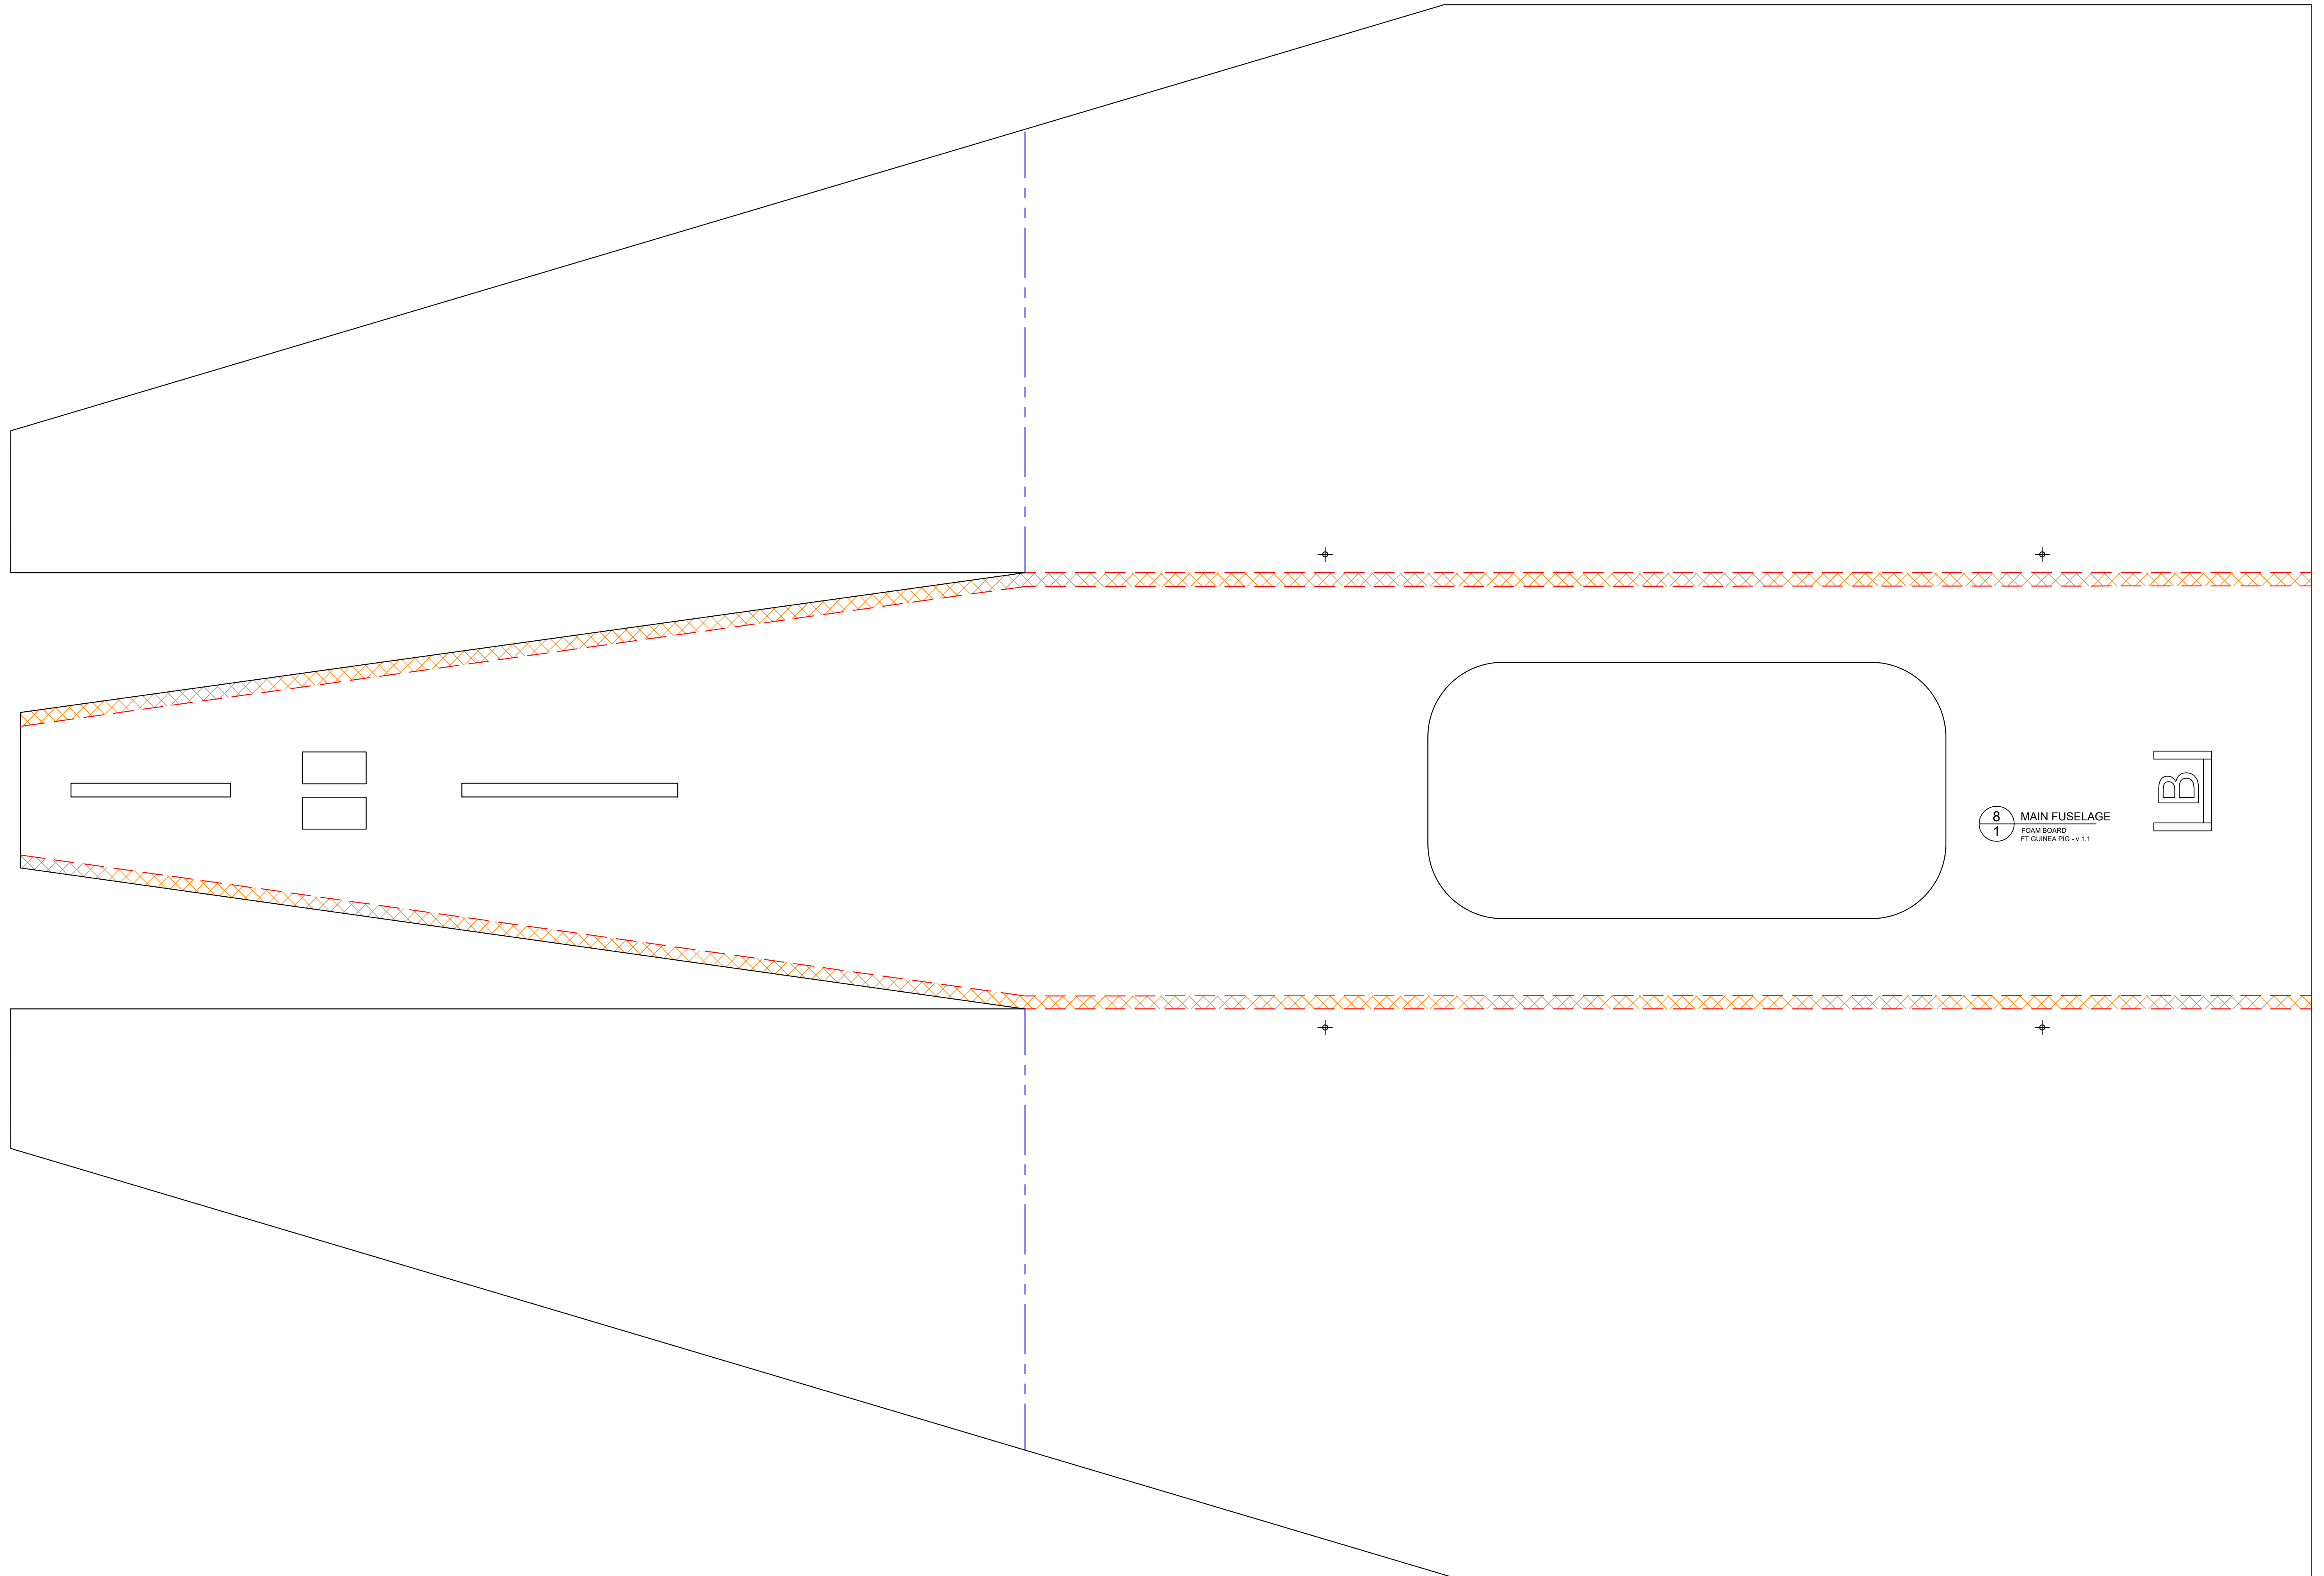 8
1
MAIN FUSELAGE
FOAM BOARD
FT GUINEA PIG - v.1.1
B